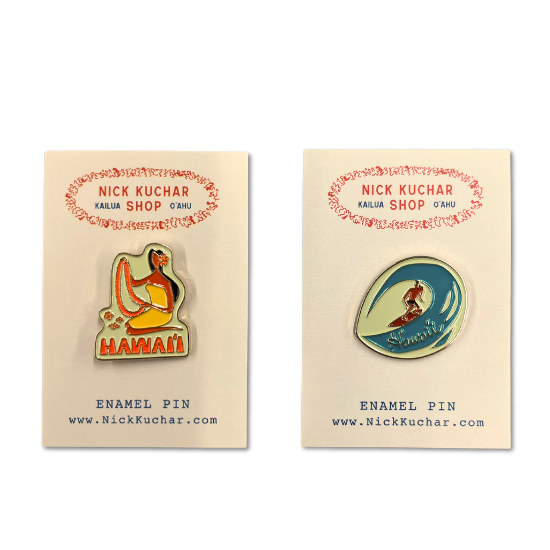 NICK KUCHAR
KAILUA SHOP O'AHU
HAWAI'I
ENAMEL PIN
www.NickKuchar.com
NICK KUCHAR
KAILUA SHOP O'AHU
Hawaii
ENAMEL PIN
www.NickKuchar.com